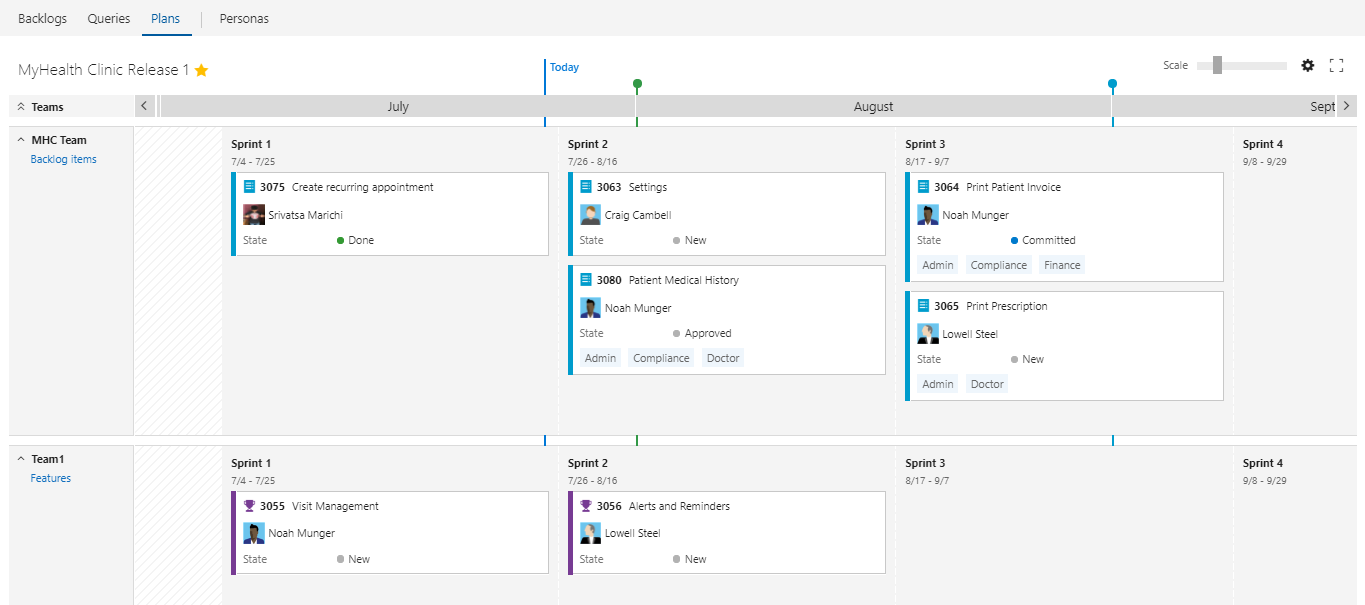 Backlogs Queries Plans Personas
MyHealth Clinic Release 1
Today
Scale
Teams
July
August
Sept
MHC Team
Backlog items
Sprint 1
7/4 - 7/25
3075 Create recurring appointment
Srivatsa Marichi
State Done
Sprint 2
7/26 - 8/16
3063 Settings
Craig Cambell
State New
3080 Patient Medical History
Noah Munger
State Approved
Admin Compliance Doctor
Sprint 3
8/17 - 9/7
3064 Print Patient Invoice
Noah Munger
State Committed
Admin Compliance Finance
3065 Print Prescription
Lowell Steel
State New
Admin Doctor
Sprint 4
9/8 - 9/29
Team1
Features
Sprint 1
7/4 - 7/25
3055 Visit Management
Noah Munger
State New
Sprint 2
7/26 - 8/16
3056 Alerts and Reminders
Lowell Steel
State New
Sprint 3
8/17 - 9/7
Sprint 4
9/8 - 9/29